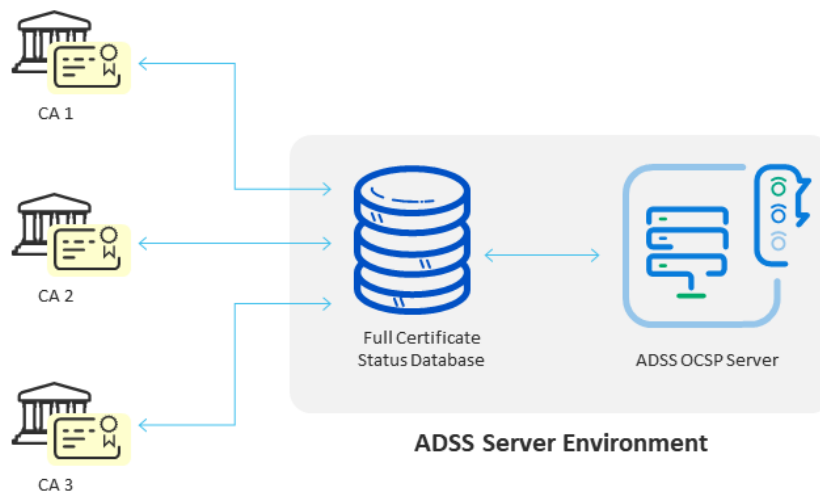 CA 1
CA 2
Full Certificate
Status Database
ADSS OCSP Server
ADSS Server Environment
CA 3